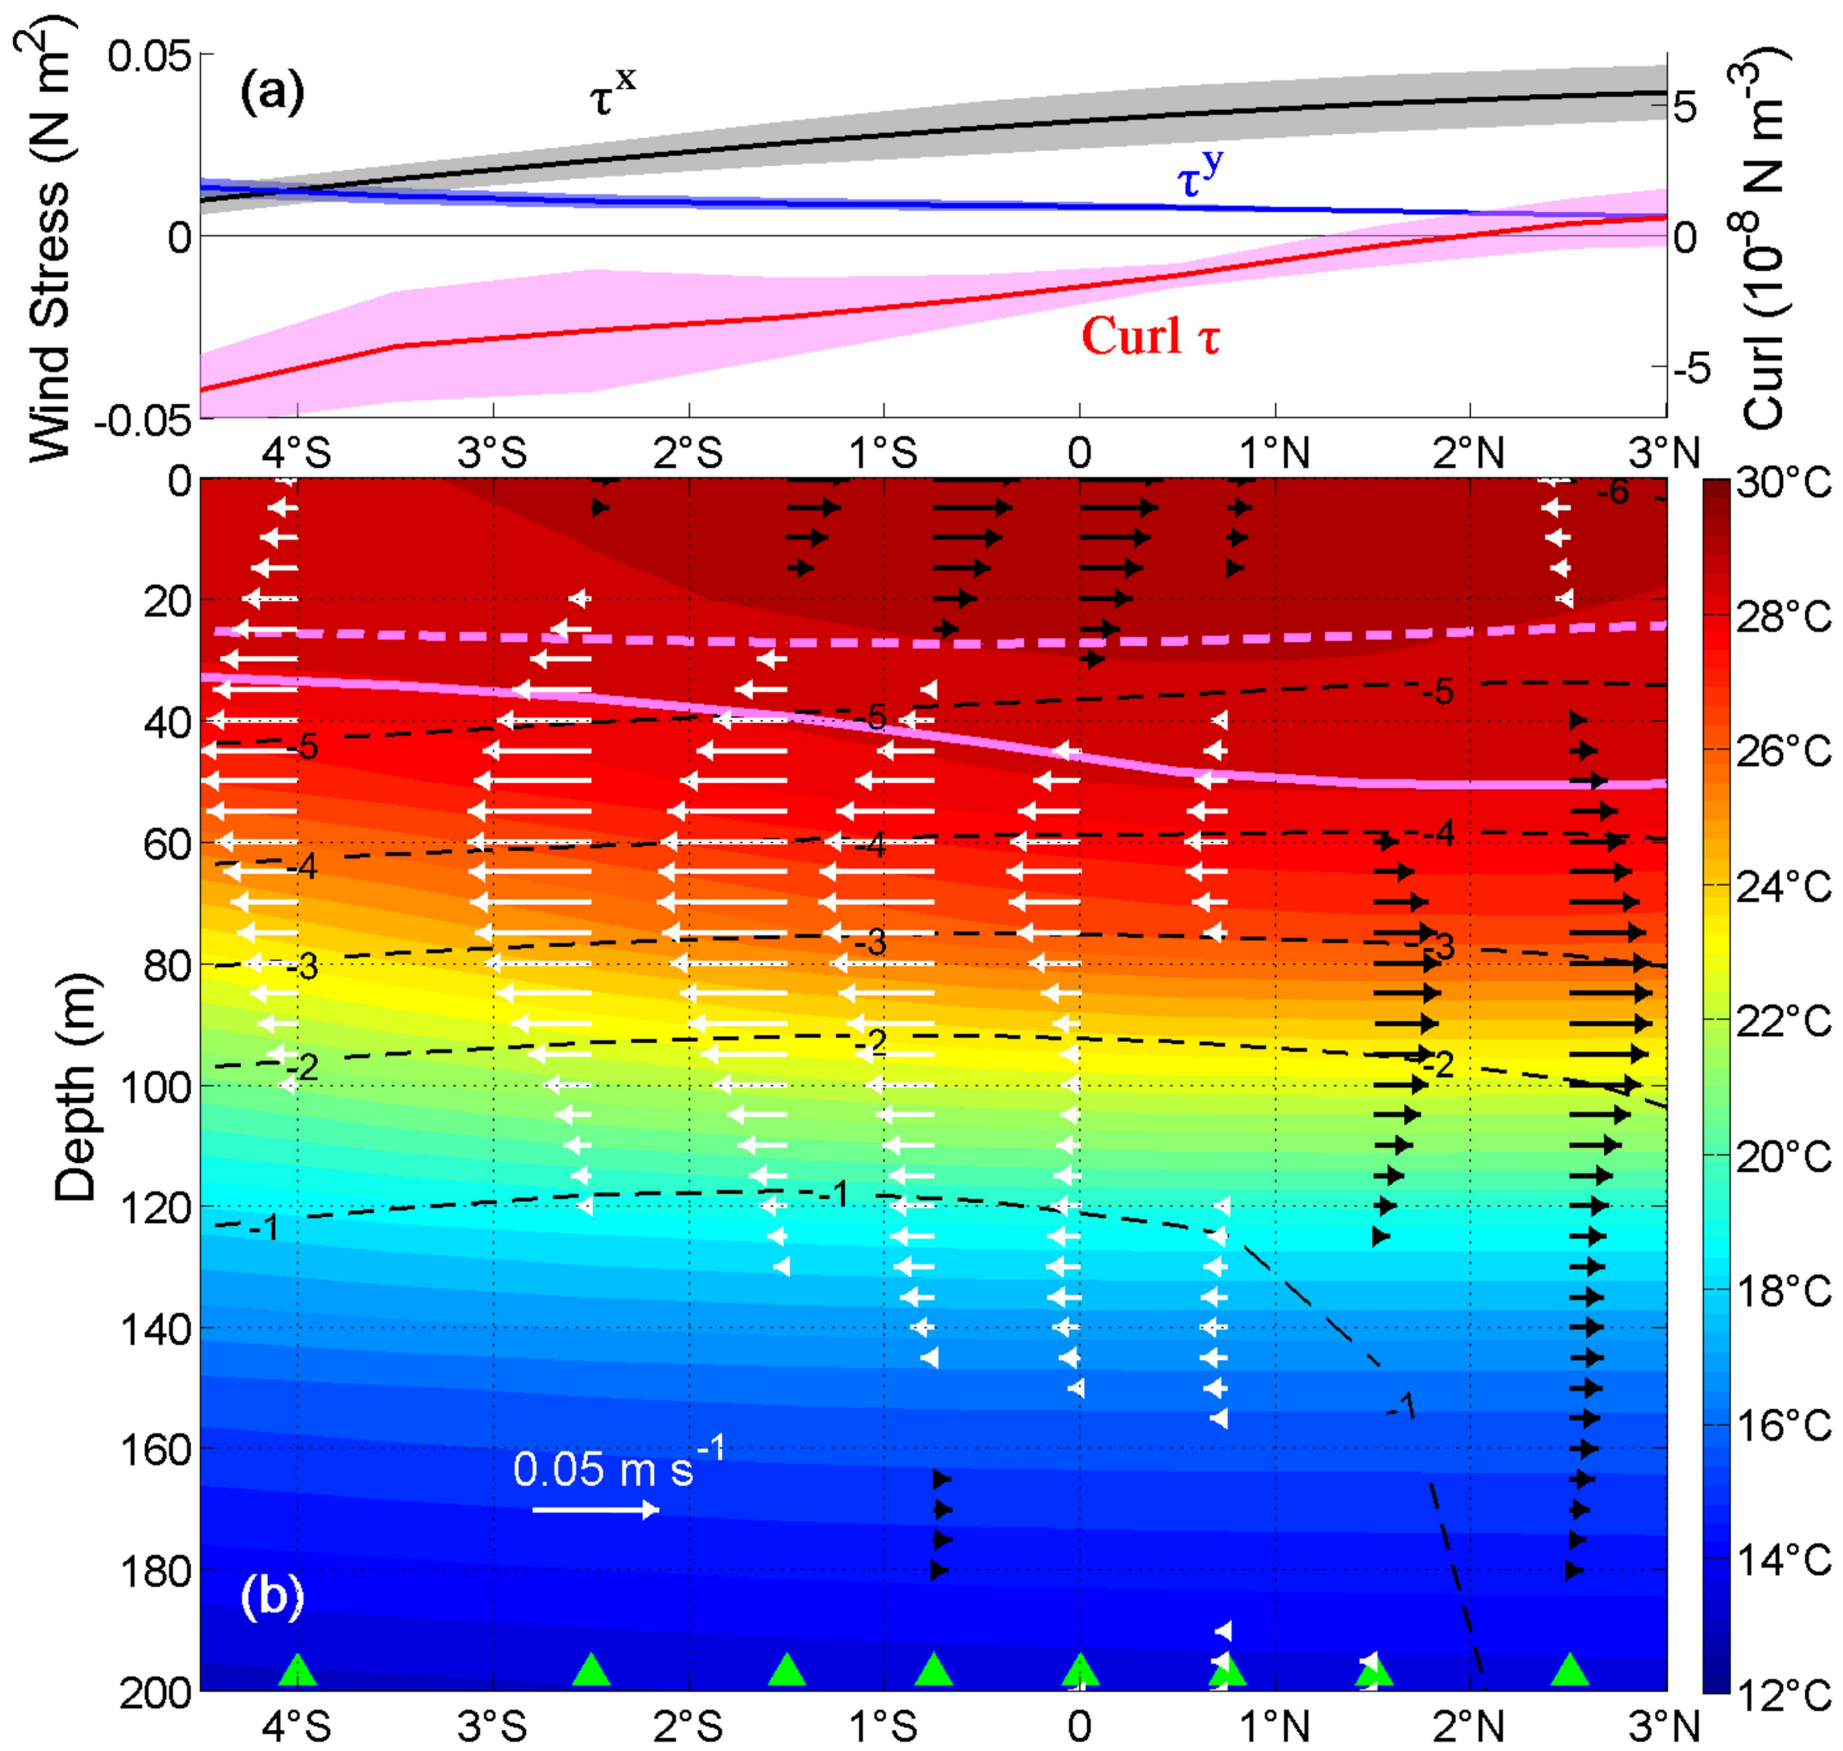 Wind Stress (N m²)
0.05
0
-0.05
(a)
τˣ
τʸ
Curl τ
5
0
-5
Curl (10⁻⁸ N m⁻³)
4°S 3°S 2°S 1°S 0 1°N 2°N 3°N
Depth (m)
0
20
40
60
80
100
120
140
160
180
200
-6
-5
-5
-5
-4 -4 -4
-3 -3 -3
-2 -2 -2
-1 -1
-1
0.05 m s⁻¹
(b)
4°S 3°S 2°S 1°S 0 1°N 2°N 3°N
30°C
28°C
26°C
24°C
22°C
20°C
18°C
16°C
14°C
12°C